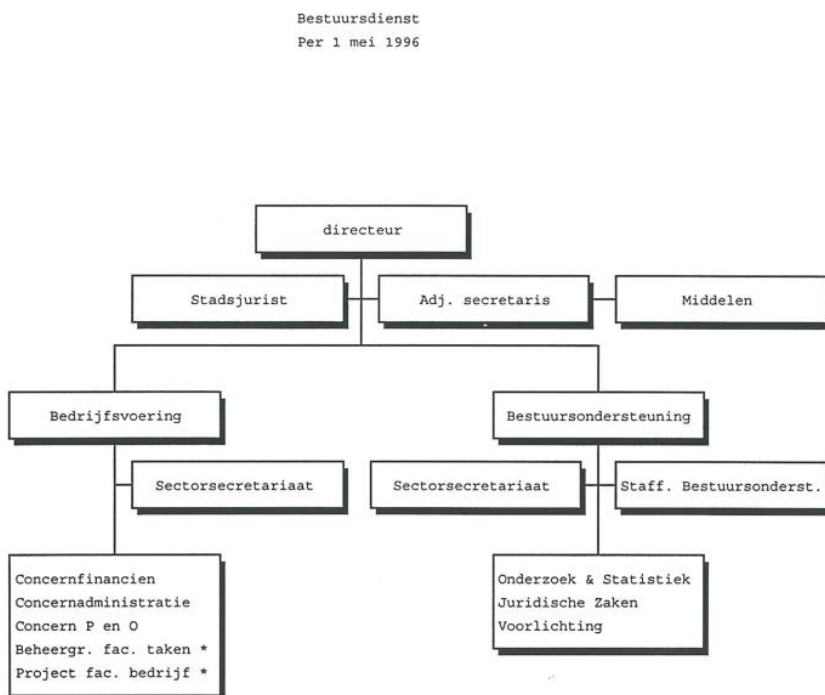 Bestuursdienst
Per 1 mei 1996
directeur
Stadsjurist
Adj. secretaris
Middelen
Bedrijfsvoering
Bestuursondersteuning
Sectorsecretariaat
Sectorsecretariaat
Staff. Bestuursonderst.
Concernfinancien
Concernadministratie
Concern P en O
Beheergr. fac. taken *
Project fac. bedrijf *
Onderzoek & Statistiek
Juridische Zaken
Voorlichting